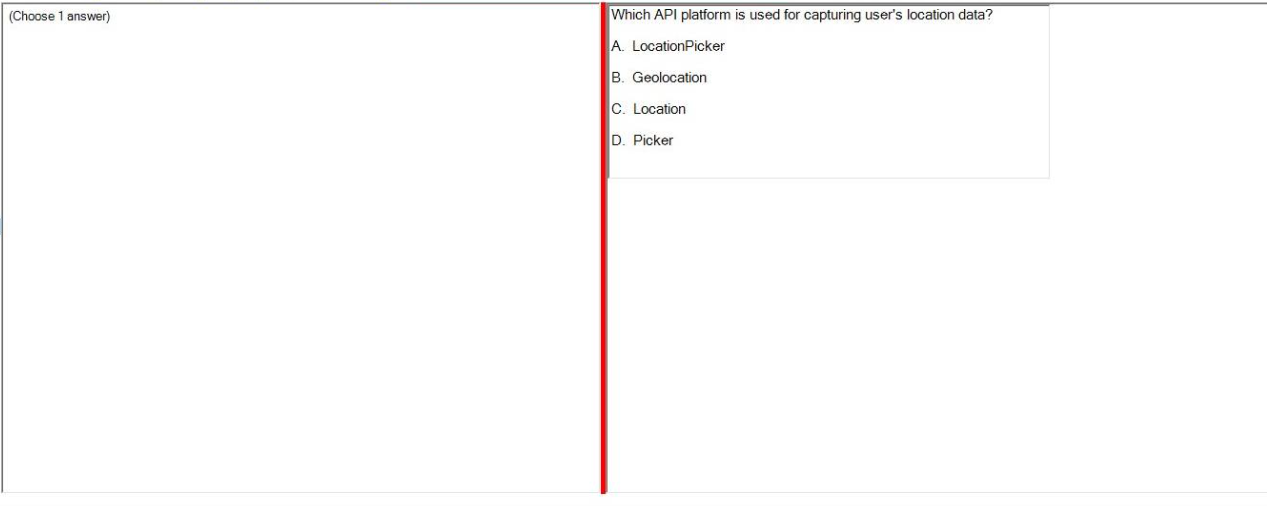 (Choose 1 answer)
Which API platform is used for capturing user's location data?
A. LocationPicker
B. Geolocation
C. Location
D. Picker